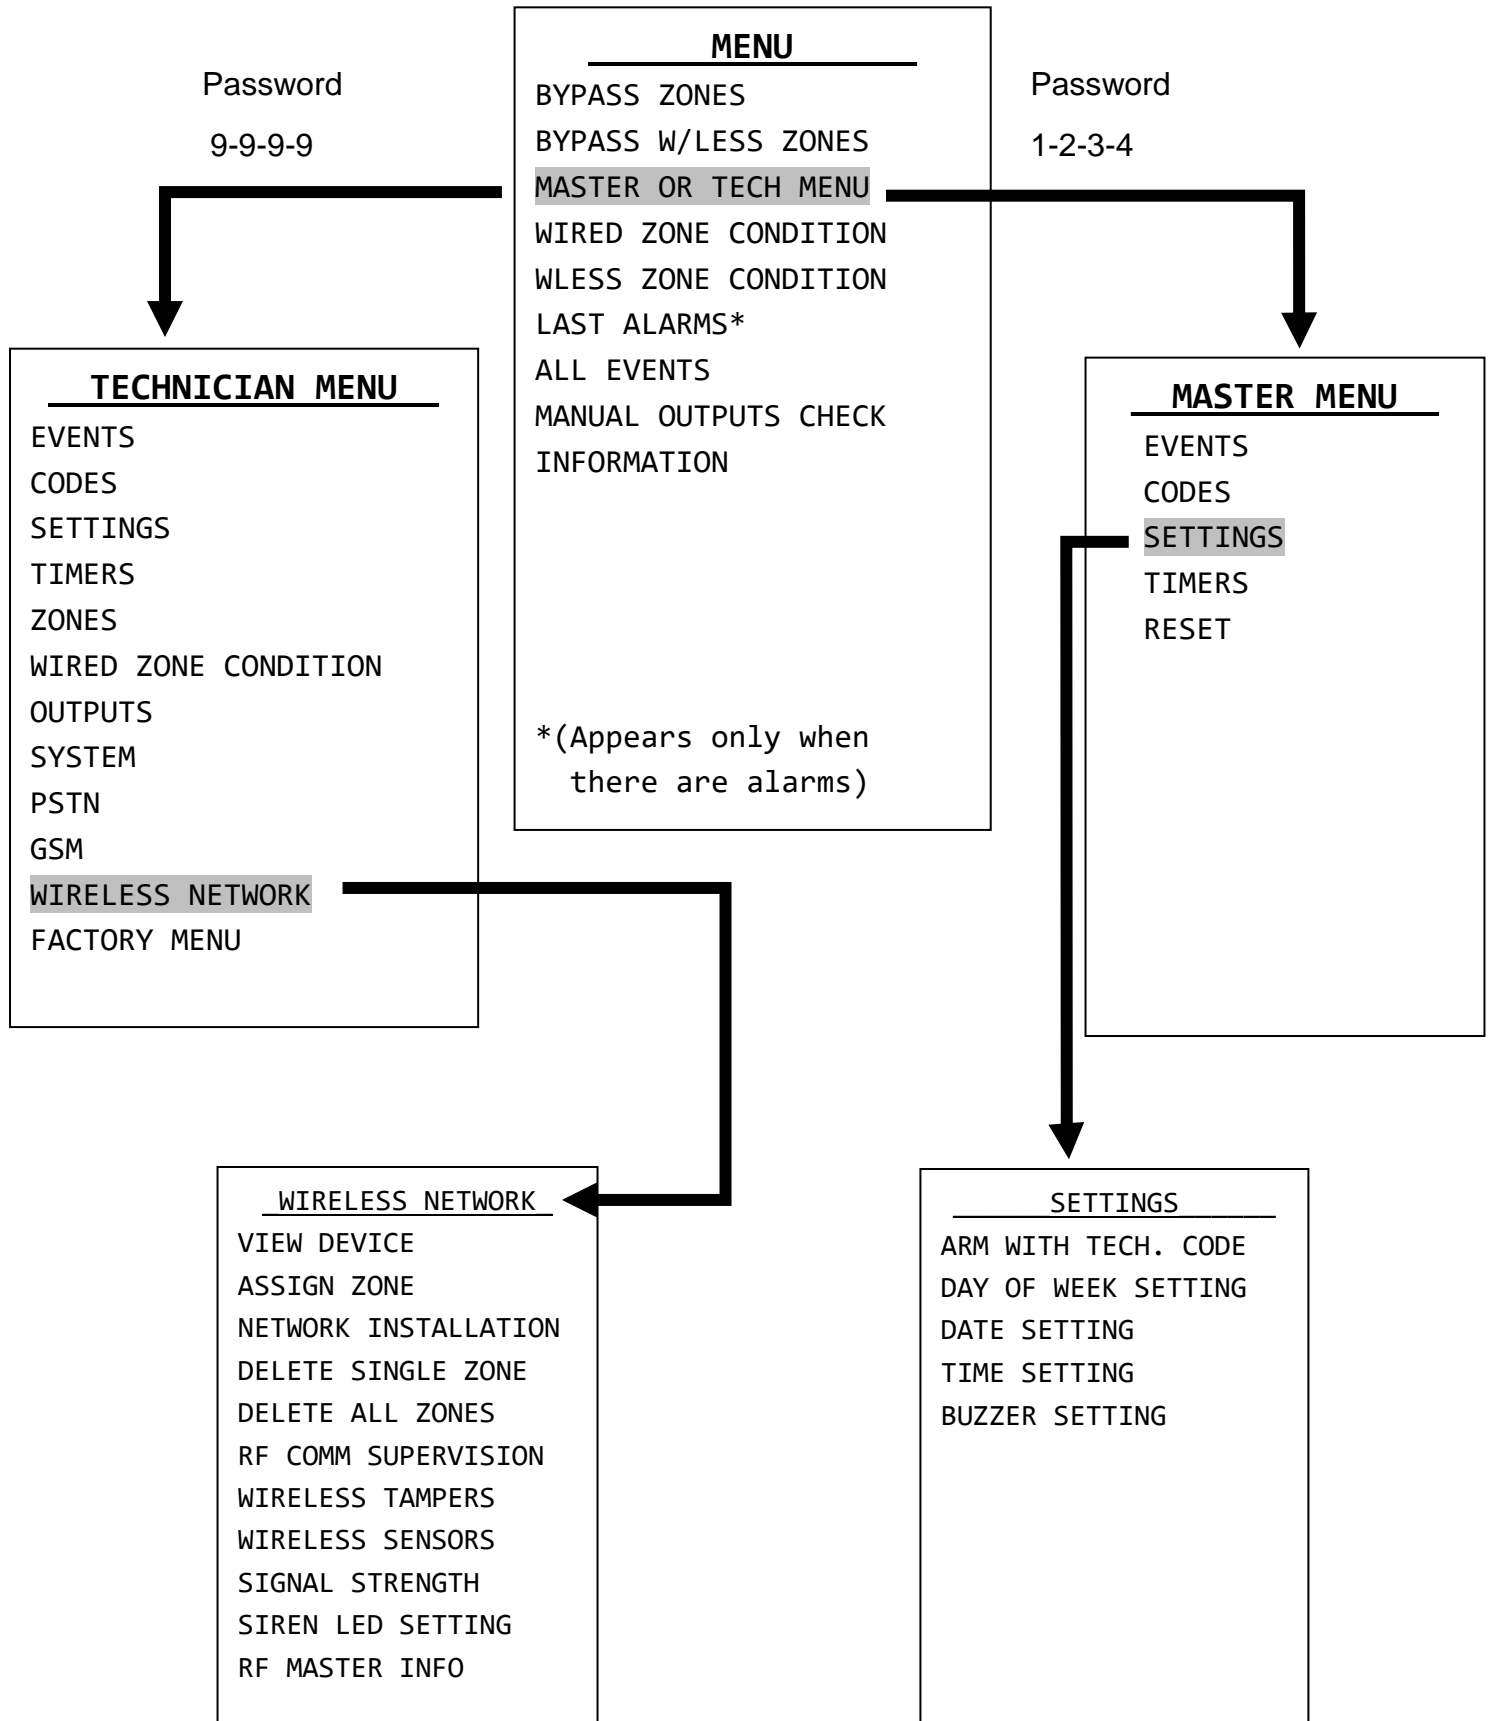 MENU
Password
9-9-9-9
Password
1-2-3-4
BYPASS ZONES
BYPASS W/LESS ZONES
MASTER OR TECH MENU
WIRED ZONE CONDITION
WLESS ZONE CONDITION
LAST ALARMS*
ALL EVENTS
MANUAL OUTPUTS CHECK
INFORMATION
*(Appears only when
there are alarms)
TECHNICIAN MENU
EVENTS
CODES
SETTINGS
TIMERS
ZONES
WIRED ZONE CONDITION
OUTPUTS
SYSTEM
PSTN
GSM
WIRELESS NETWORK
FACTORY MENU
MASTER MENU
EVENTS
CODES
SETTINGS
TIMERS
RESET
WIRELESS NETWORK
VIEW DEVICE
ASSIGN ZONE
NETWORK INSTALLATION
DELETE SINGLE ZONE
DELETE ALL ZONES
RF COMM SUPERVISION
WIRELESS TAMPERS
WIRELESS SENSORS
SIGNAL STRENGTH
SIREN LED SETTING
RF MASTER INFO
SETTINGS
ARM WITH TECH. CODE
DAY OF WEEK SETTING
DATE SETTING
TIME SETTING
BUZZER SETTING